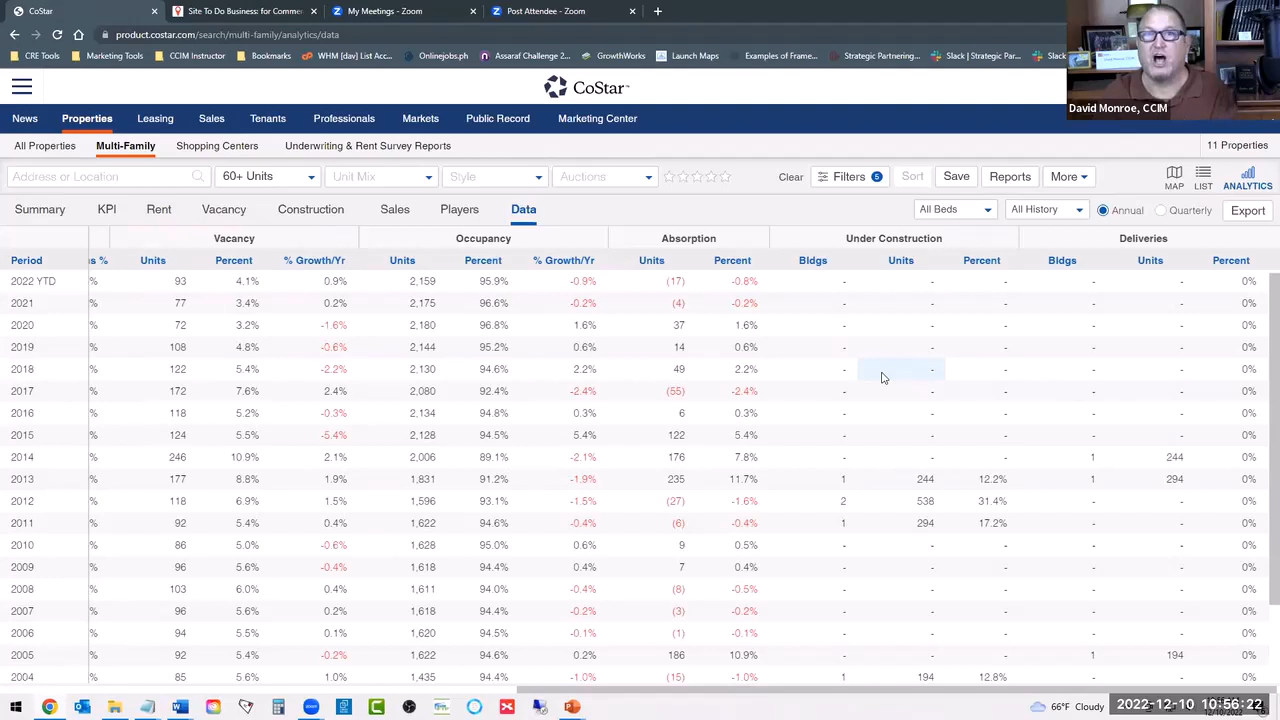 CoStar
Site To Do Business: for Comme
My Meetings - Zoom
Post Attendee - Zoom
product.costar.com/search/multi-family/analytics/data
CRE Tools
Marketing Tools
CCIM Instructor
Bookmarks
WHM [day] List Acco...
Assaraf Challenge 2...
Onlinejobs.ph
GrowthWorks
Launch Maps
Examples of Frame...
Strategic Partnering...
Slack | Strategic Par...
Slack
CoStar™
David Monroe, CCIM
News Properties Leasing Sales Tenants Professionals Markets Public Record Marketing Center
All Properties Multi-Family Shopping Centers Underwriting & Rent Survey Reports 11 Properties
Address or Location 60+ Units Unit Mix Style Auctions Clear Filters 5 Sort Save Reports More MAP LIST ANALYTICS
Summary KPI Rent Vacancy Construction Sales Players Data All Beds All History Annual Quarterly Export
Vacancy Occupancy Absorption Under Construction Deliveries
Period s % Units Percent % Growth/Yr Units Percent % Growth/Yr Units Percent Bldgs Units Percent Bldgs Units Percent
2022 YTD % 93 4.1% 0.9% 2,159 95.9% -0.9% (17) -0.8% - - - - - 0%
2021 % 77 3.4% 0.2% 2,175 96.6% -0.2% (4) -0.2% - - - - - 0%
2020 % 72 3.2% -1.6% 2,180 96.8% 1.6% 37 1.6% - - - - - 0%
2019 % 108 4.8% -0.6% 2,144 95.2% 0.6% 14 0.6% - - - - - 0%
2018 % 122 5.4% -2.2% 2,130 94.6% 2.2% 49 2.2% - - - - - 0%
2017 % 172 7.6% 2.4% 2,080 92.4% -2.4% (55) -2.4% - - - - - 0%
2016 % 118 5.2% -0.3% 2,134 94.8% 0.3% 6 0.3% - - - - - 0%
2015 % 124 5.5% -5.4% 2,128 94.5% 5.4% 122 5.4% - - - - - 0%
2014 % 246 10.9% 2.1% 2,006 89.1% -2.1% 176 7.8% - - - 1 244 0%
2013 % 177 8.8% 1.9% 1,831 91.2% -1.9% 235 11.7% 1 244 12.2% 1 294 0%
2012 % 118 6.9% 1.5% 1,596 93.1% -1.5% (27) -1.6% 2 538 31.4% - - 0%
2011 % 92 5.4% 0.4% 1,622 94.6% -0.4% (6) -0.4% 1 294 17.2% - - 0%
2010 % 86 5.0% -0.6% 1,628 95.0% 0.6% 9 0.5% - - - - - 0%
2009 % 96 5.6% -0.4% 1,618 94.4% 0.4% 7 0.4% - - - - - 0%
2008 % 103 6.0% 0.4% 1,611 94.0% -0.4% (8) -0.5% - - - - - 0%
2007 % 96 5.6% 0.2% 1,618 94.4% -0.2% (3) -0.2% - - - - - 0%
2006 % 94 5.5% 0.1% 1,620 94.5% -0.1% (1) -0.1% - - - - - 0%
2005 % 92 5.4% -0.2% 1,622 94.6% 0.2% 186 10.9% - - - 1 194 0%
2004 % 85 5.6% 1.0% 1,435 94.4% -1.0% (15) -1.0% 1 194 12.8% - - 0%
66°F Cloudy
2022-12-10 10:56:22